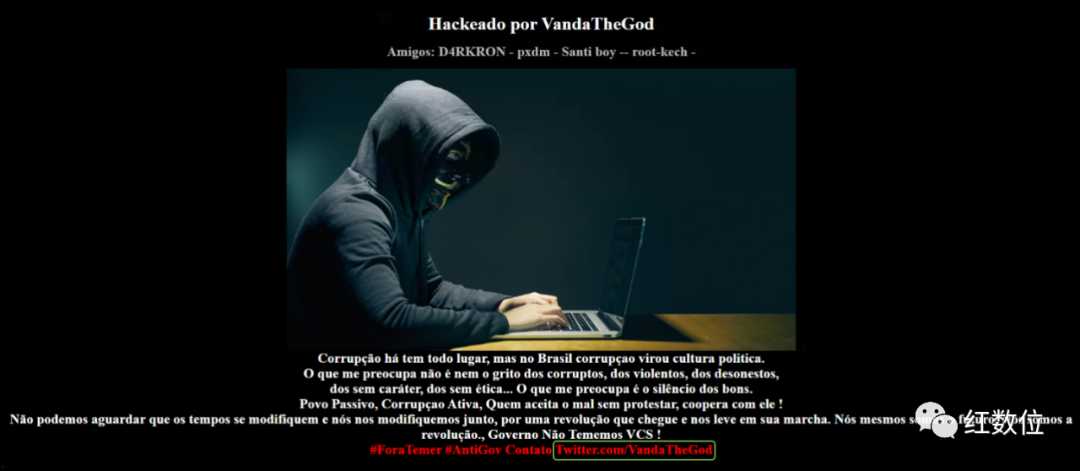 Hackeado por VandaTheGod
Amigos: D4RKRON - pxdm - Santi boy -- root-kech -
Corrupção há tem todo lugar, mas no Brasil corrupçao virou cultura politica.
O que me preocupa não é nem o grito dos corruptos, dos violentos, dos desonestos,
dos sem caráter, dos sem ética... O que me preocupa é o silêncio dos bons.
Povo Passivo, Corrupçao Ativa, Quem aceita o mal sem protestar, coopera com ele !
Não podemos aguardar que os tempos se modifiquem e nós nos modifiquemos junto, por uma revolução que chegue e nos leve em sua marcha. Nós mesmos somos a
revolução., Governo Não Tememos VCS !
#ForaTemer #AntiGov Contato Twitter.com/VandaTheGod
红数位